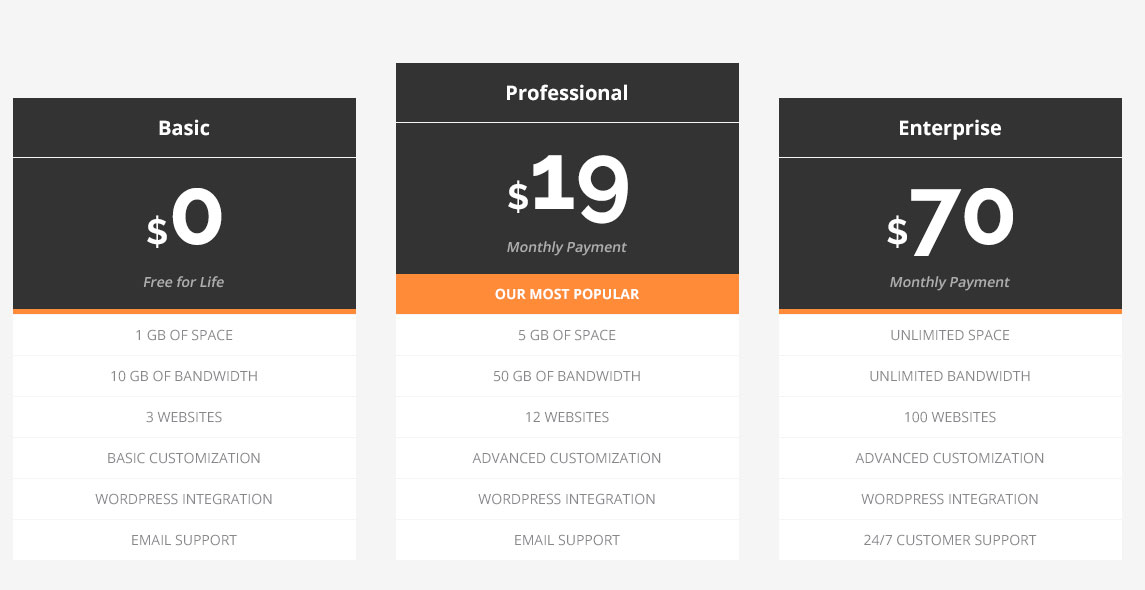 Basic
$0
Free for Life
1 GB OF SPACE
10 GB OF BANDWIDTH
3 WEBSITES
BASIC CUSTOMIZATION
WORDPRESS INTEGRATION
EMAIL SUPPORT
Professional
$19
Monthly Payment
OUR MOST POPULAR
5 GB OF SPACE
50 GB OF BANDWIDTH
12 WEBSITES
ADVANCED CUSTOMIZATION
WORDPRESS INTEGRATION
EMAIL SUPPORT
Enterprise
$70
Monthly Payment
UNLIMITED SPACE
UNLIMITED BANDWIDTH
100 WEBSITES
ADVANCED CUSTOMIZATION
WORDPRESS INTEGRATION
24/7 CUSTOMER SUPPORT